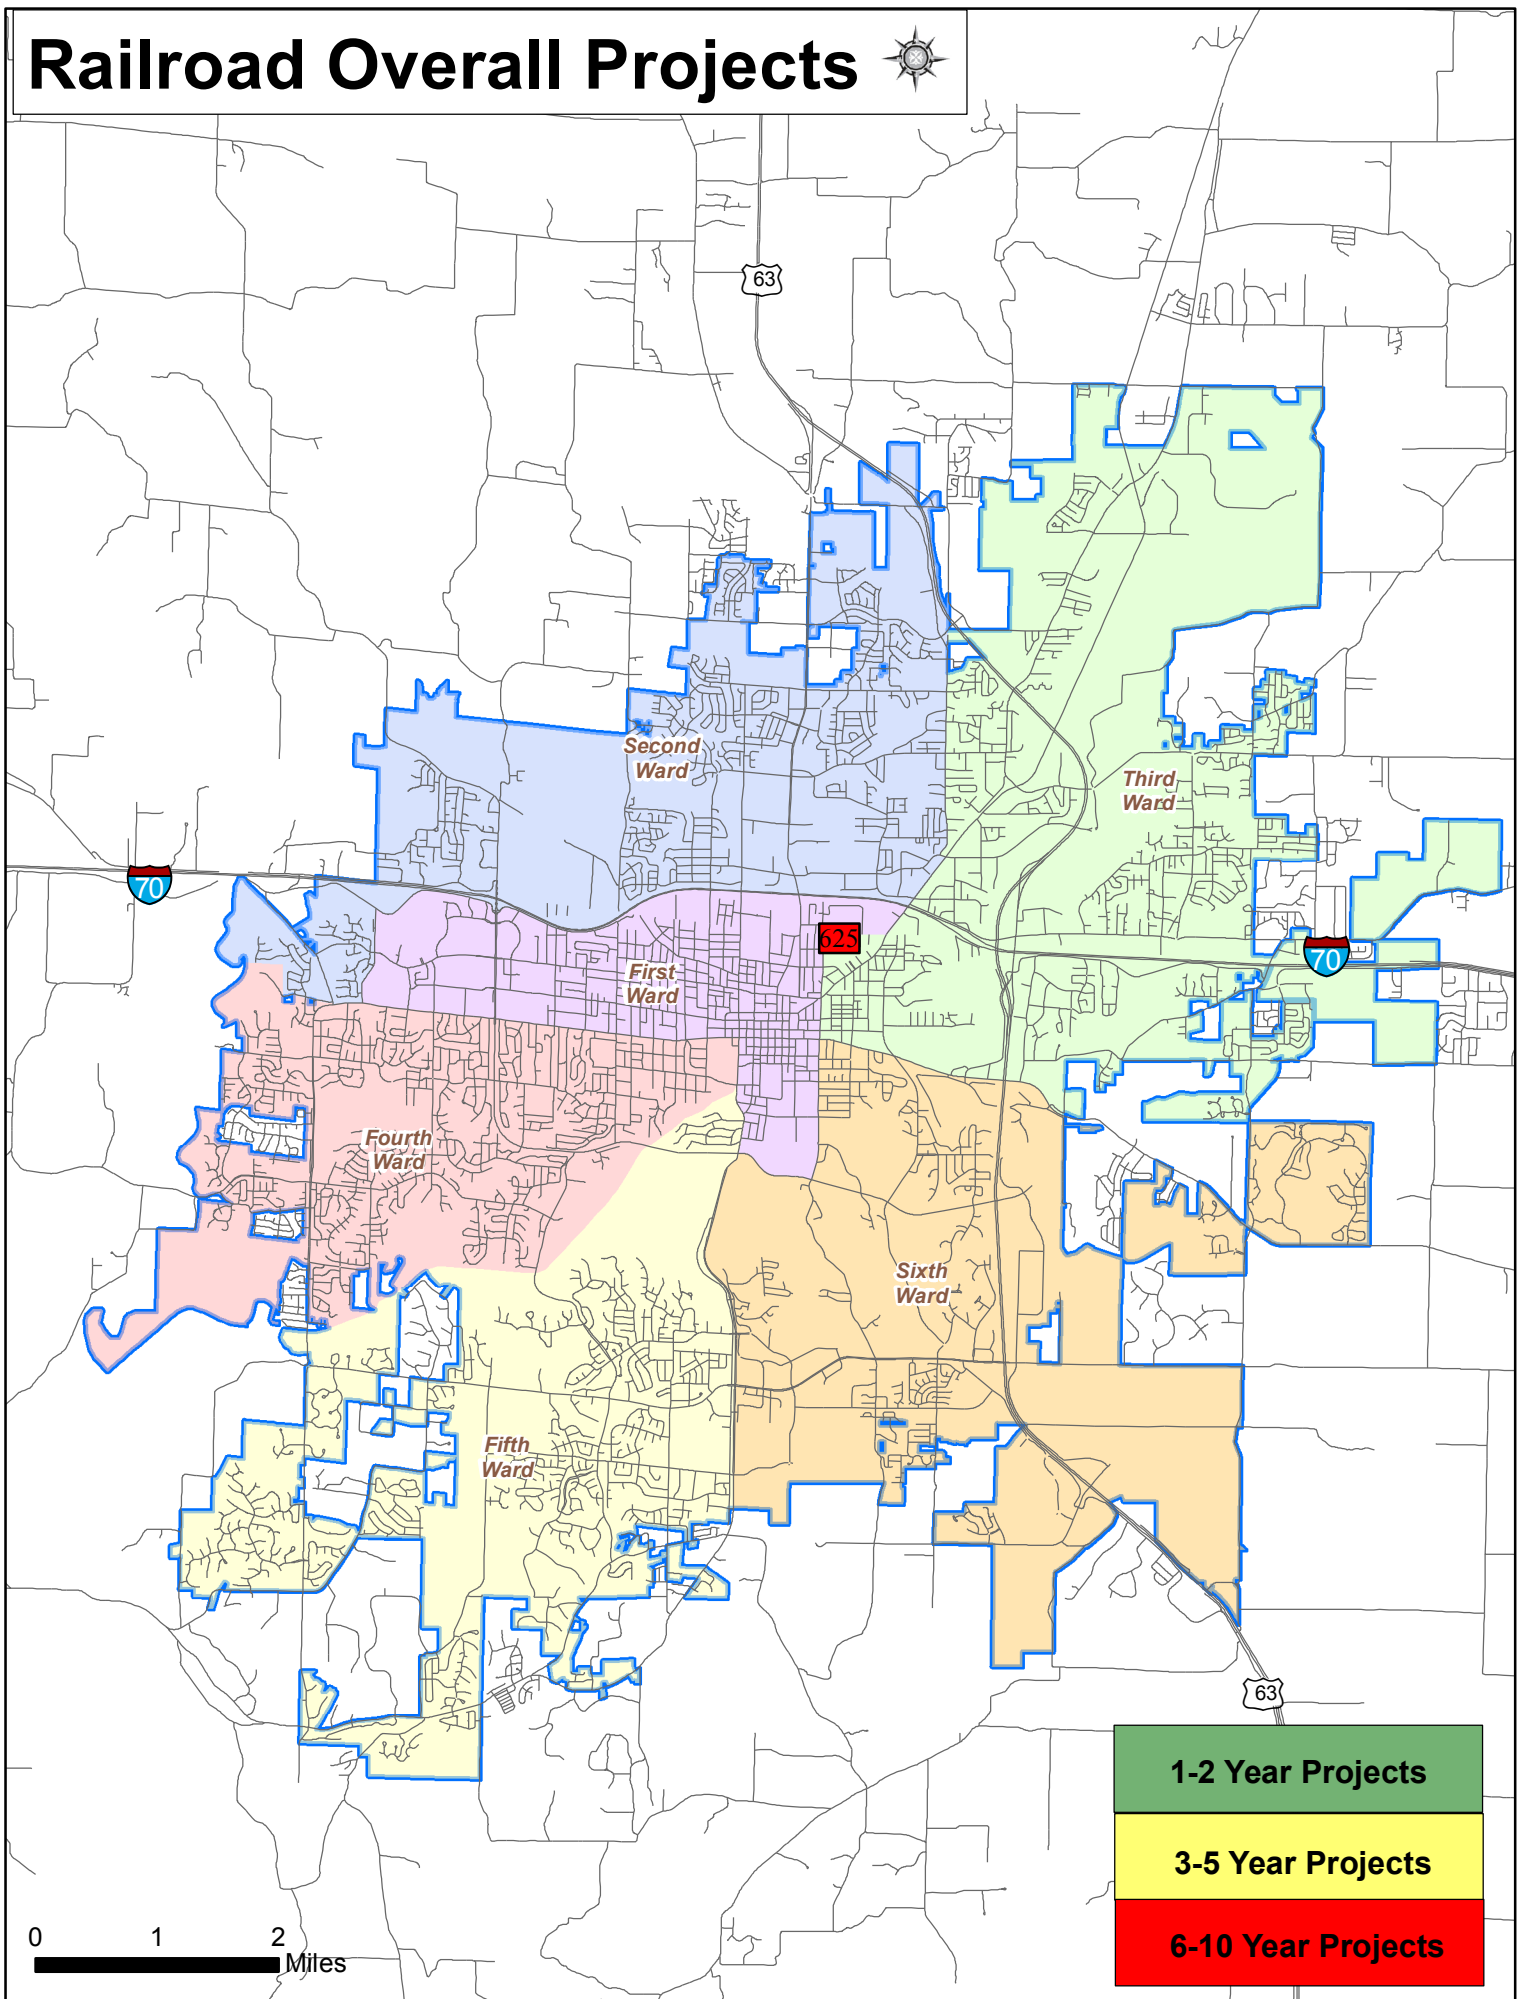 Railroad Overall Projects
63
Second
Ward
Third
Ward
70
625
First
Ward
70
Fourth
Ward
Sixth
Ward
Fifth
Ward
63
1-2 Year Projects
3-5 Year Projects
6-10 Year Projects
0 1 2
Miles